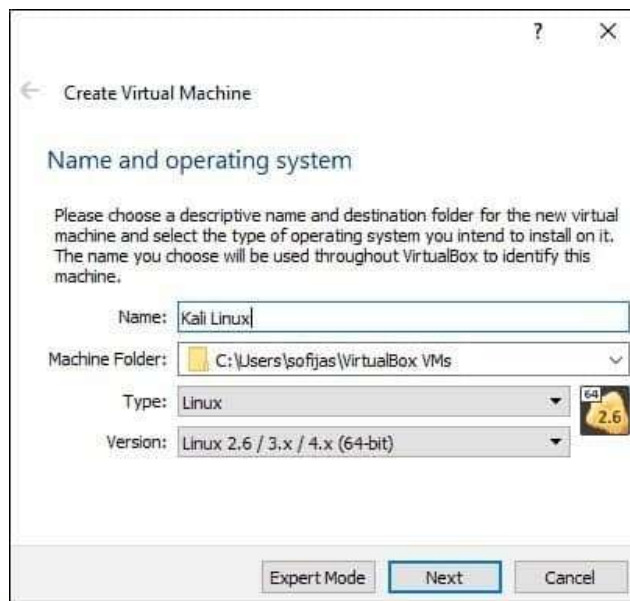 ?
Create Virtual Machine
Name and operating system
Please choose a descriptive name and destination folder for the new virtual
machine and select the type of operating system you intend to install on it.
The name you choose will be used throughout VirtualBox to identify this
machine.
Name: Kali Linux
Machine Folder: C:\Users\sofijas\VirtualBox VMs
Type: Linux
64
2.6
Version: Linux 2.6 / 3.x / 4.x (64-bit)
Expert Mode Next Cancel